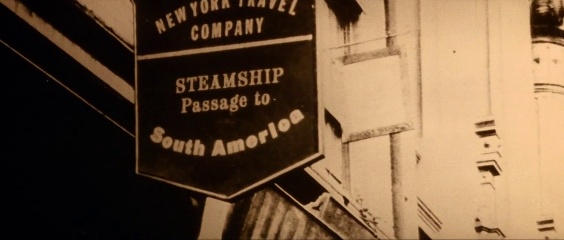 NEW YORK TRAVEL
COMPANY
STEAMSHIP
Passage to
South America